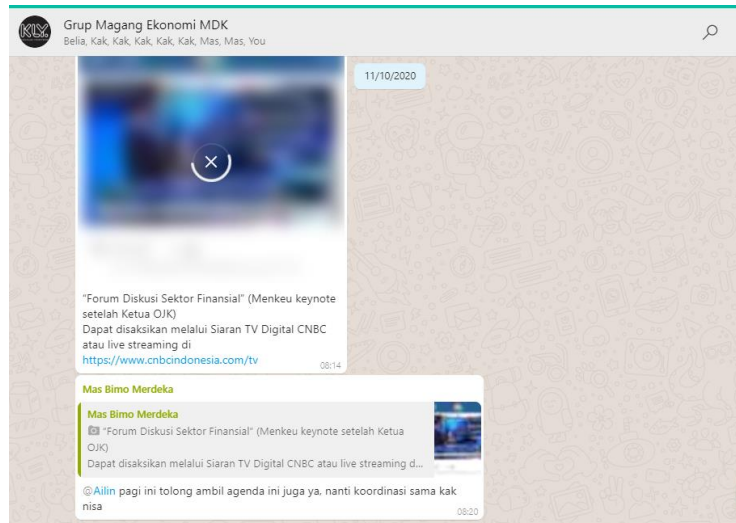 KLY.
Grup Magang Ekonomi MDK
Belia, Kak, Kak, Kak, Kak, Kak, Mas, Mas, You
11/10/2020
"Forum Diskusi Sektor Finansial" (Menkeu keynote
setelah Ketua OJK)
Dapat disaksikan melalui Siaran TV Digital CNBC
atau live streaming di
https://www.cnbcindonesia.com/tv
08:14
Mas Bimo Merdeka
Mas Bimo Merdeka
"Forum Diskusi Sektor Finansial" (Menkeu keynote setelah Ketua
OJK)
Dapat disaksikan melalui Siaran TV Digital CNBC atau live streaming d...
@Ailin pagi ini tolong ambil agenda ini juga ya, nanti koordinasi sama kak
nisa
08:20